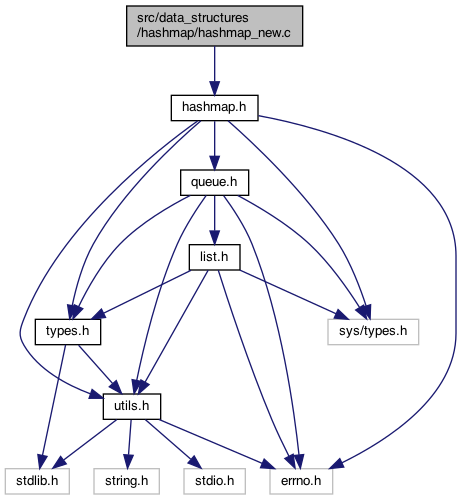 src/data_structures
/hashmap/hashmap_new.c
hashmap.h
queue.h
list.h
types.h
sys/types.h
utils.h
stdlib.h
string.h
stdio.h
errno.h